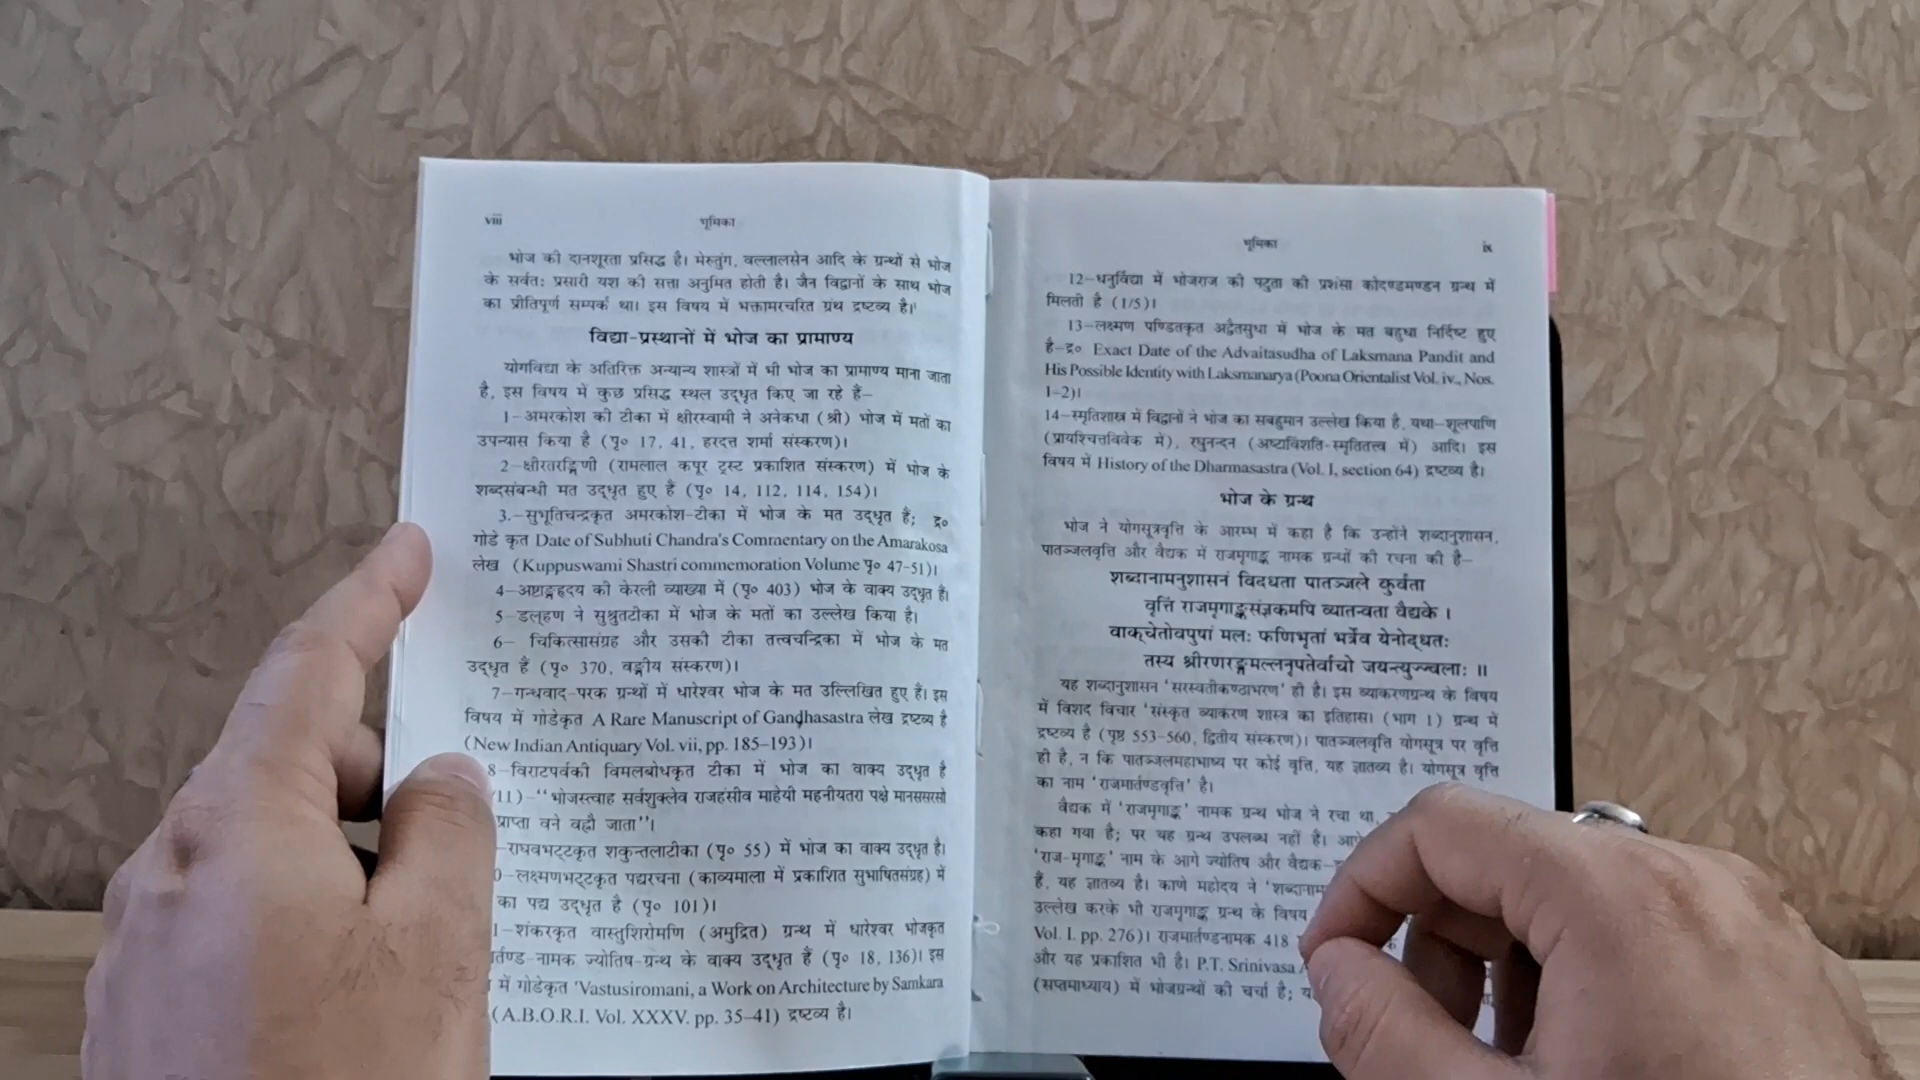 viii
भूमिका
भोज की दानशूरता प्रसिद्ध है। मेरुतुंग, वल्लालसेन आदि के ग्रन्थों से भोज
के सर्वतः प्रसारी यश की सत्ता अनुमित होती है। जैन विद्वानों के साथ भोज
का प्रीतिपूर्ण सम्पर्क था। इस विषय में भक्तामरचरित ग्रंथ द्रष्टव्य है।
विद्या-प्रस्थानों में भोज का प्रामाण्य
योगविद्या के अतिरिक्त अन्यान्य शास्त्रों में भी भोज का प्रामाण्य माना जाता
है, इस विषय में कुछ प्रसिद्ध स्थल उद्धृत किए जा रहे हैं–
1–अमरकोश की टीका में क्षीरस्वामी ने अनेकधा (श्री) भोज में मतों का
उपन्यास किया है (पृ० 17, 41, हरदत्त शर्मा संस्करण)।
2–क्षीरतरङ्गिणी (रामलाल कपूर ट्रस्ट प्रकाशित संस्करण) में भोज के
शब्दसंबन्धी मत उद्धृत हुए हैं (पृ० 14, 112, 114, 154)।
3.–सुभूतिचन्द्रकृत अमरकोश-टीका में भोज के मत उद्धृत हैं; द्र०
गोडे कृत Date of Subhuti Chandra's Comraentary on the Amarakosa
लेख (Kuppuswami Shastri commemoration Volume पृ० 47-51)।
4–अष्टाङ्गहृदय की केरली व्याख्या में (पृ० 403) भोज के वाक्य उद्धृत हैं।
5–डल्हण ने सुश्रुतटीका में भोज के मतों का उल्लेख किया है।
6– चिकित्सासंग्रह और उसकी टीका तत्त्वचन्द्रिका में भोज के मत
उद्धृत हैं (पृ० 370, वङ्गीय संस्करण)।
7–गन्धवाद-परक ग्रन्थों में धारेश्वर भोज के मत उल्लिखित हुए हैं। इस
विषय में गोडेकृत A Rare Manuscript of Gandhasastra लेख द्रष्टव्य है
(New Indian Antiquary Vol. vii, pp. 185–193)।
8–विराटपर्वकी विमलबोधकृत टीका में भोज का वाक्य उद्धृत है
/11)–‘‘भोजस्त्वाह सर्वशुक्लेव राजहंसीव माहेयी महनीयतरा पक्षे मानससरसो
प्राप्ता वने वह्नौ जाता’’।
–राघवभट्टकृत शकुन्तलाटीका (पृ० 55) में भोज का वाक्य उद्धृत है।
0–लक्ष्मणभट्टकृत पद्यरचना (काव्यमाला में प्रकाशित सुभाषितसंग्रह) में
का पद्य उद्धृत है (पृ० 101)।
1–शंकरकृत वास्तुशिरोमणि (अमुद्रित) ग्रन्थ में धारेश्वर भोजकृत
र्तण्ड-नामक ज्योतिष-ग्रन्थ के वाक्य उद्धृत हैं (पृ० 18, 136)। इस
में गोडेकृत 'Vastusiromani, a Work on Architecture by Samkara
(A.B.O.R.I. Vol. XXXV. pp. 35–41) द्रष्टव्य है।
भूमिका
ix
12–धनुर्विद्या में भोजराज की पटुता की प्रशंसा कोदण्डमण्डन ग्रन्थ में
मिलती है (1/5)।
13–लक्ष्मण पण्डितकृत अद्वैतसुधा में भोज के मत बहुधा निर्दिष्ट हुए
है–द्र० Exact Date of the Advaitasudha of Laksmana Pandit and
His Possible Identity with Laksmanarya (Poona Orientalist Vol. iv., Nos.
1–2)।
14–स्मृतिशास्त्र में विद्वानों ने भोज का सबहुमान उल्लेख किया है, यथा–शूलपाणि
(प्रायश्चित्तविवेक में), रघुनन्दन (अष्टाविंशति-स्मृतितत्त्व में) आदि। इस
विषय में History of the Dharmasastra (Vol. I, section 64) द्रष्टव्य है।
भोज के ग्रन्थ
भोज ने योगसूत्रवृत्ति के आरम्भ में कहा है कि उन्होंने शब्दानुशासन,
पातञ्जलवृत्ति और वैद्यक में राजमृगाङ्क नामक ग्रन्थों की रचना की है–
शब्दानामनुशासनं विदधता पातञ्जले कुर्वता
वृत्तिं राजमृगाङ्कसंज्ञकमपि व्यातन्वता वैद्यके ।
वाक्चेतोवपुषां मलः फणिभृतां भर्त्रेव येनोद्धतः
तस्य श्रीरणरङ्गमल्लनृपतेर्वाचो जयन्त्युज्ज्वलाः ॥
यह शब्दानुशासन ‘सरस्वतीकण्ठाभरण’ ही है। इस व्याकरणग्रन्थ के विषय
में विशद विचार ‘संस्कृत व्याकरण शास्त्र का इतिहास। (भाग 1) ग्रन्थ में
द्रष्टव्य है (पृष्ठ 553–560, द्वितीय संस्करण)। पातञ्जलवृत्ति योगसूत्र पर वृत्ति
ही है, न कि पातञ्जलमहाभाष्य पर कोई वृत्ति, यह ज्ञातव्य है। योगसूत्र वृत्ति
का नाम ‘राजमार्तण्डवृत्ति’ है।
वैद्यक में ‘राजमृगाङ्क’ नामक ग्रन्थ भोज ने रचा था,
कहा गया है; पर यह ग्रन्थ उपलब्ध नहीं है।
‘राज-मृगाङ्क’ नाम के आगे ज्योतिष और वैद्यक–
हैं, यह ज्ञातव्य है। काणे महोदय ने ‘शब्दानाम
उल्लेख करके भी राजमृगाङ्क ग्रन्थ के विषय
Vol. I. pp. 276)। राजमार्तण्डनामक 418
और यह प्रकाशित भी है। P.T. Srinivasa
(सप्तमाध्याय) में भोजग्रन्थों की चर्चा है;